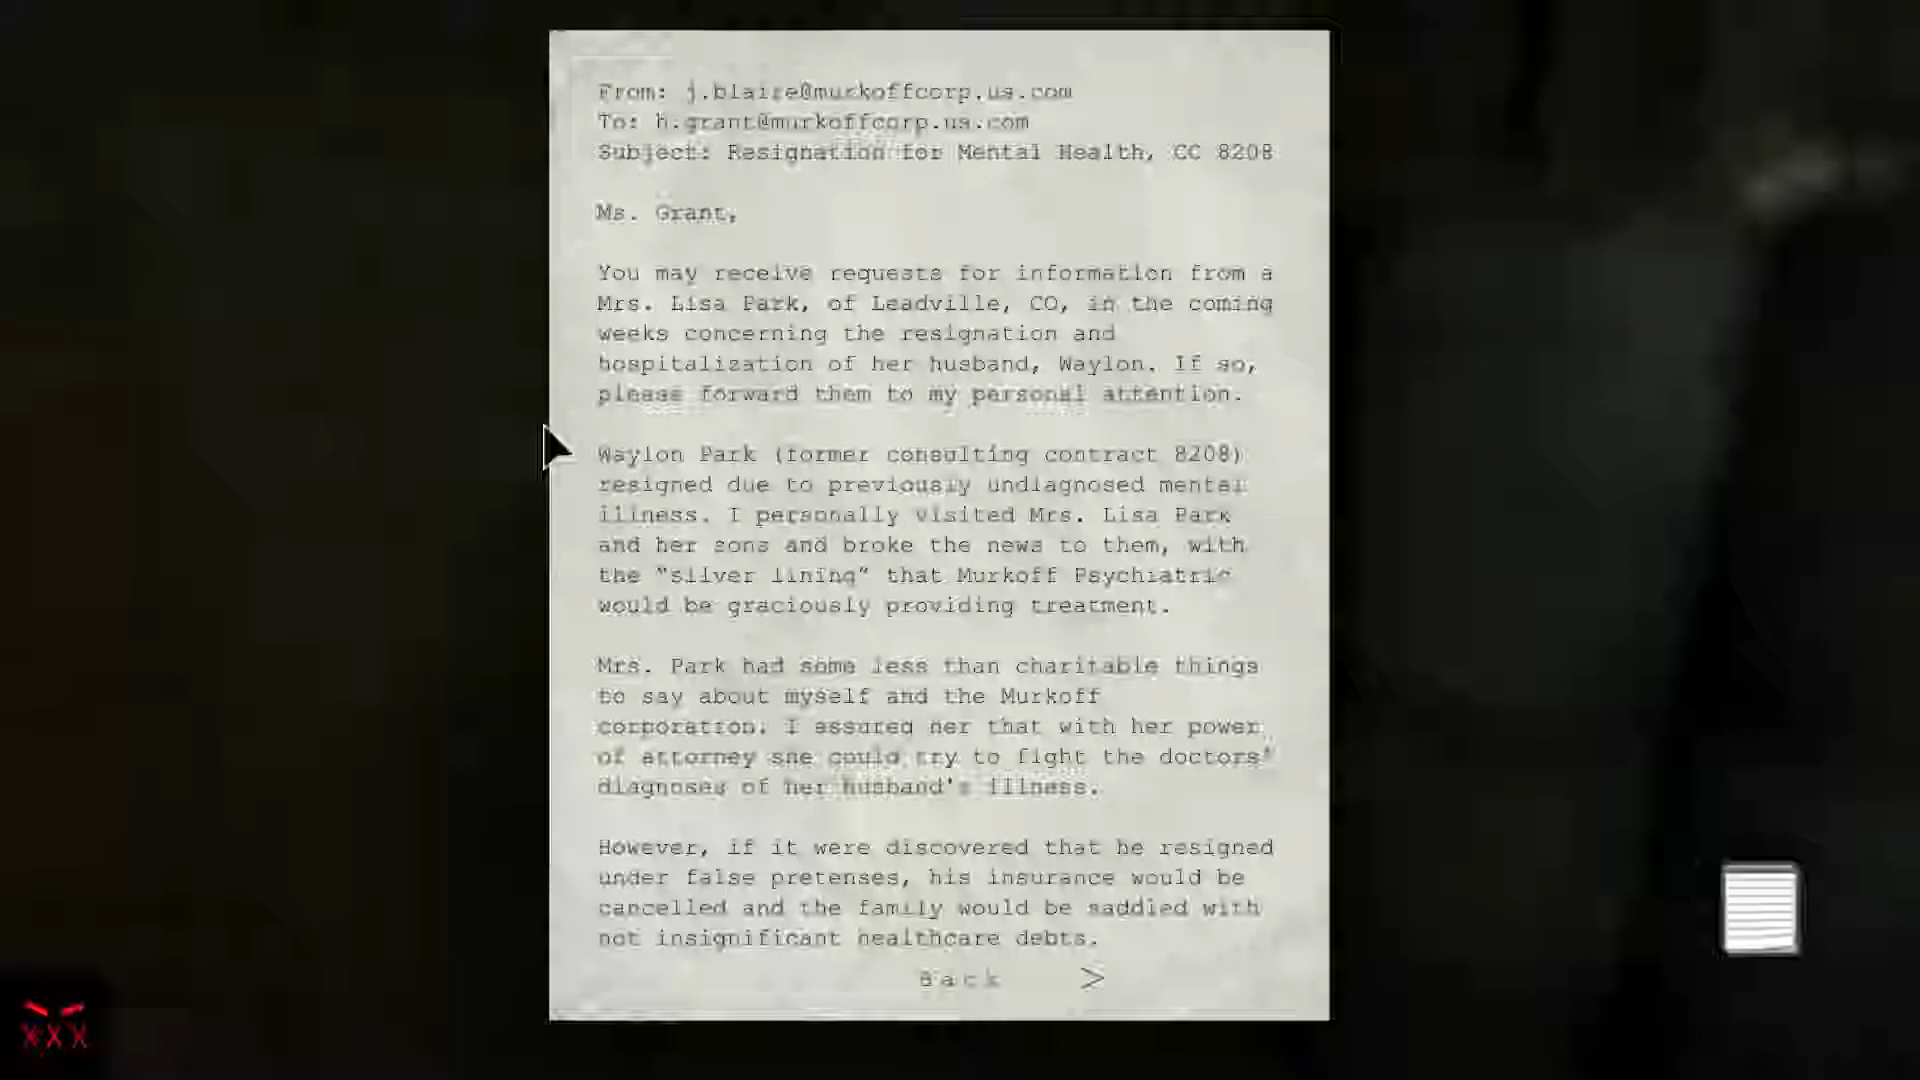 From: j.blaire@murkoffcorp.us.com
To: h.grant@murkoffcorp.us.com
Subject: Resignation for Mental Health, CC 8208
Ms. Grant,
You may receive requests for information from a
Mrs. Lisa Park, of Leadville, CO, in the coming
weeks concerning the resignation and
hospitalization of her husband, Waylon. If so,
please forward them to my personal attention.
Waylon Park (former consulting contract 8208)
resigned due to previously undiagnosed mental
illness. I personally visited Mrs. Lisa Park
and her sons and broke the news to them, with
the "silver lining" that Murkoff Psychiatric
would be graciously providing treatment.
Mrs. Park had some less than charitable things
to say about myself and the Murkoff
corporation. I assured her that with her power
of attorney she could try to fight the doctors'
diagnoses of her husband's illness.
However, if it were discovered that he resigned
under false pretenses, his insurance would be
cancelled and the family would be saddled with
not insignificant healthcare debts.
Back >
XXX